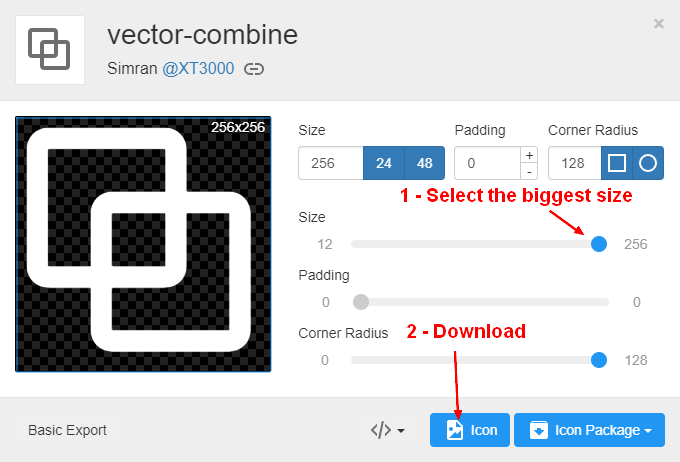 vector-combine
×
Simran @XT3000
256x256
Size
Padding
Corner Radius
256 24 48
0 + -
128
1 - Select the biggest size
Size
12 256
Padding
0 0
2 - Download
Corner Radius
0 128
Basic Export
</>
Icon
Icon Package